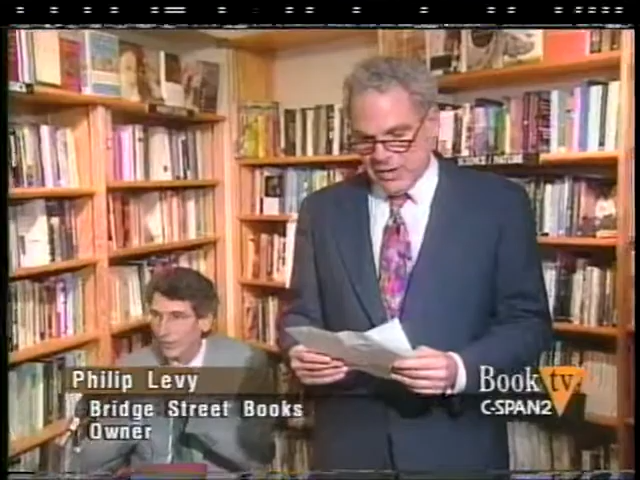 Philip Levy
Bridge Street Books
Owner
Book tv
C-SPAN2